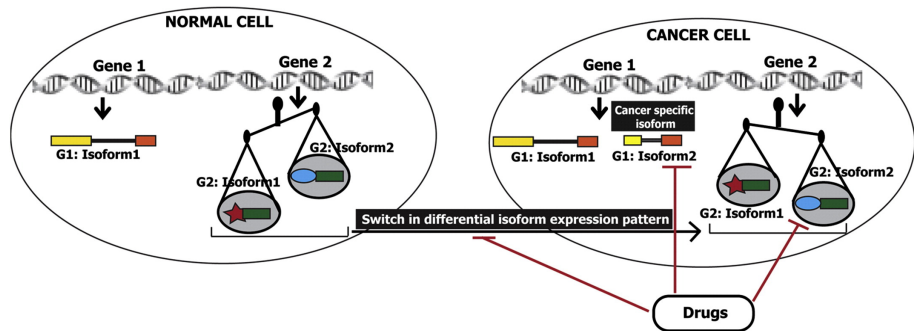 NORMAL CELL
Gene 1
Gene 2
G1: Isoform1
G2: Isoform1
G2: Isoform2
CANCER CELL
Gene 1
Gene 2
Cancer specific
isoform
G1: Isoform1
G1: Isoform2
G2: Isoform1
G2: Isoform2
Switch in differential isoform expression pattern
Drugs